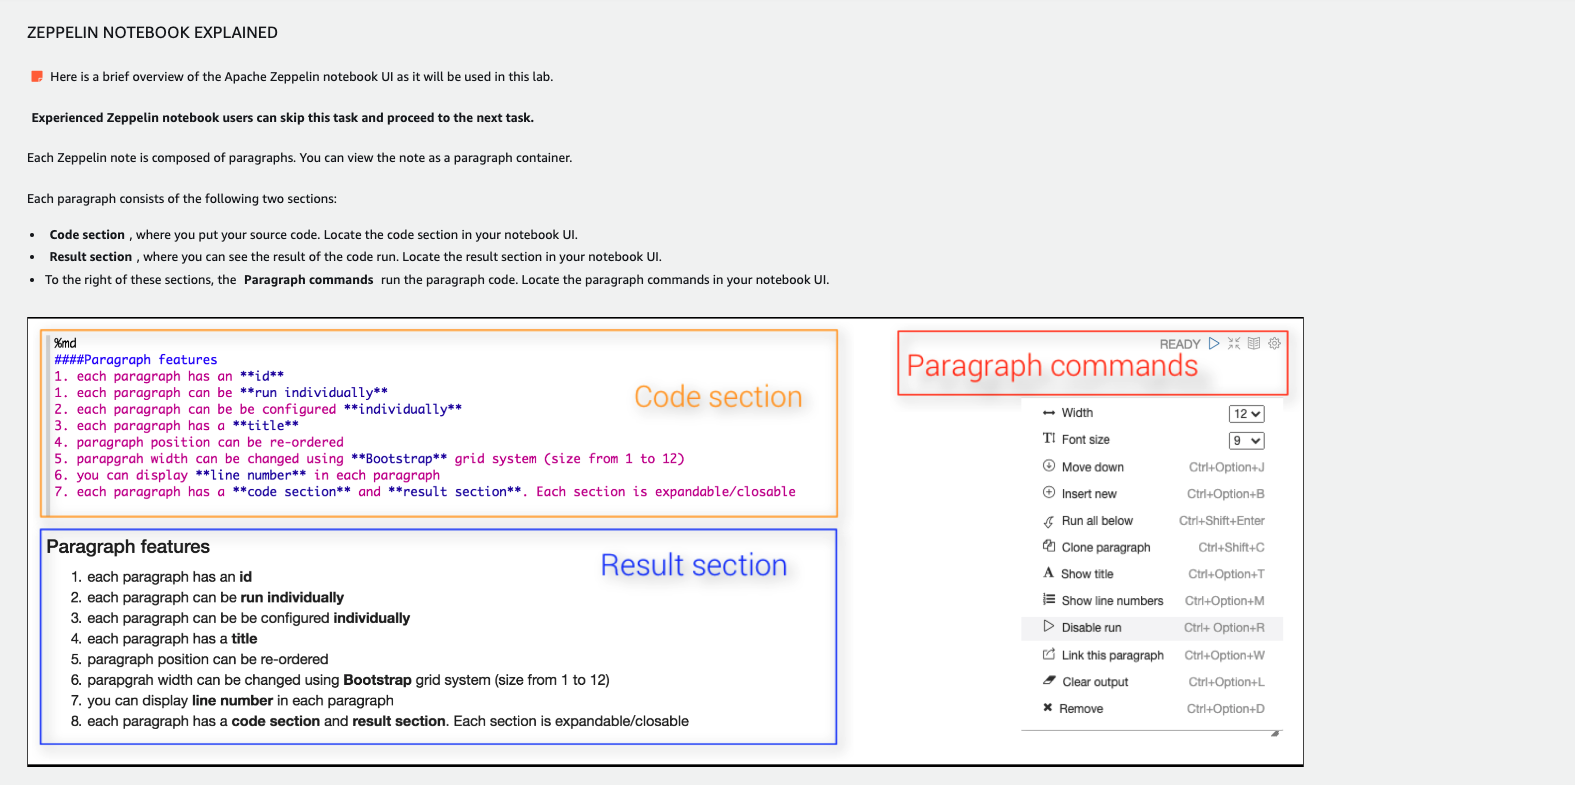 ZEPPELIN NOTEBOOK EXPLAINED
Here is a brief overview of the Apache Zeppelin notebook UI as it will be used in this lab.
Experienced Zeppelin notebook users can skip this task and proceed to the next task.
Each Zeppelin note is composed of paragraphs. You can view the note as a paragraph container.
Each paragraph consists of the following two sections:
• Code section , where you put your source code. Locate the code section in your notebook UI.
• Result section , where you can see the result of the code run. Locate the result section in your notebook UI.
• To the right of these sections, the Paragraph commands run the paragraph code. Locate the paragraph commands in your notebook UI.
%md
####Paragraph features
1. each paragraph has an **id**
1. each paragraph can be **run individually**
2. each paragraph can be be configured **individually**
3. each paragraph has a **title**
4. paragraph position can be re-ordered
5. parapgrah width can be changed using **Bootstrap** grid system (size from 1 to 12)
6. you can display **line number** in each paragraph
7. each paragraph has a **code section** and **result section**. Each section is expandable/closable
Code section
Paragraph features
1. each paragraph has an id
2. each paragraph can be run individually
3. each paragraph can be be configured individually
4. each paragraph has a title
5. paragraph position can be re-ordered
6. parapgrah width can be changed using Bootstrap grid system (size from 1 to 12)
7. you can display line number in each paragraph
8. each paragraph has a code section and result section. Each section is expandable/closable
Result section
READY
Paragraph commands
Width 12
Font size 9
Move down Ctrl+Option+J
Insert new Ctrl+Option+B
Run all below Ctrl+Shift+Enter
Clone paragraph Ctrl+Shift+C
Show title Ctrl+Option+T
Show line numbers Ctrl+Option+M
Disable run Ctrl+ Option+R
Link this paragraph Ctrl+Option+W
Clear output Ctrl+Option+L
Remove Ctrl+Option+D